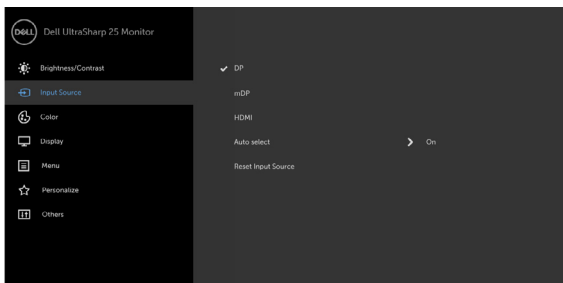 DELL Dell UltraSharp 25 Monitor
Brightness/Contrast
Input Source
Color
Display
Menu
Personalize
Others
DP
mDP
HDMI
Auto select On
Reset Input Source